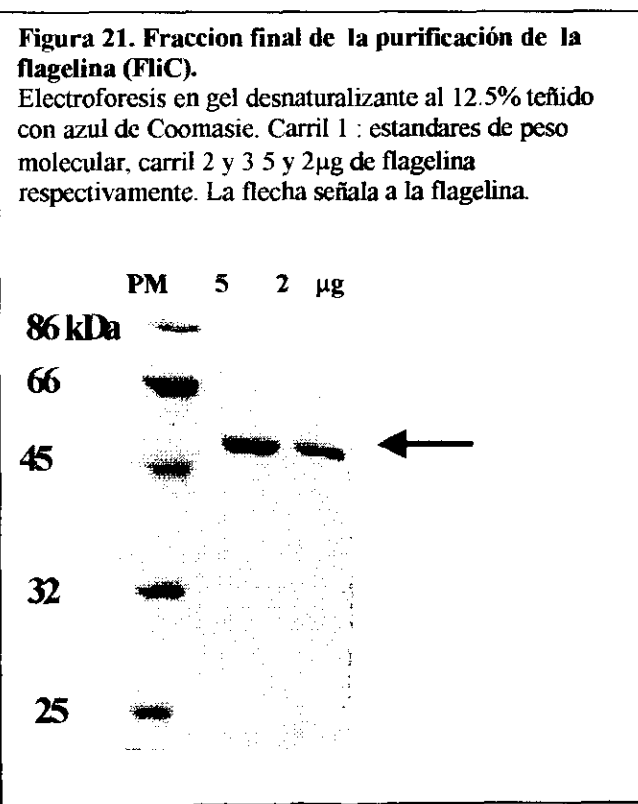 Figura 21. Fraccion final de la purificación de la
flagelina (FliC).
Electroforesis en gel desnaturalizante al 12.5% teñido
con azul de Coomasie. Carril 1 : estandares de peso
molecular, carril 2 y 3 5 y 2μg de flagelina
respectivamente. La flecha señala a la flagelina.
PM 5 2 μg
86 kDa
66
45
32
25